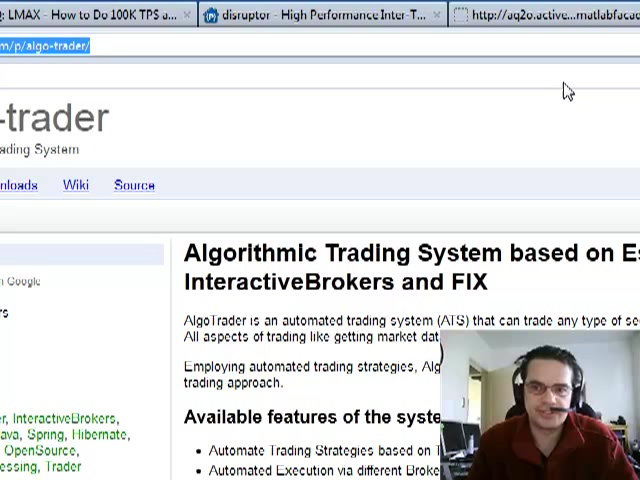 : LMAX - How to Do 100K TPS a... disruptor - High Performance Inter-T... http://aq2o.active...matlabfacad
m/p/algo-trader/
-trader
ading System
nloads Wiki Source
Algorithmic Trading System based on Es
InteractiveBrokers and FIX
n Google
rs
AlgoTrader is an automated trading system (ATS) that can trade any type of se
All aspects of trading like getting market dat
Employing automated trading strategies, Alg
trading approach.
Available features of the syste
r, InteractiveBrokers,
ava, Spring, Hibernate,
OpenSource,
essing, Trader
Automate Trading Strategies based on T
Automated Execution via different Broke